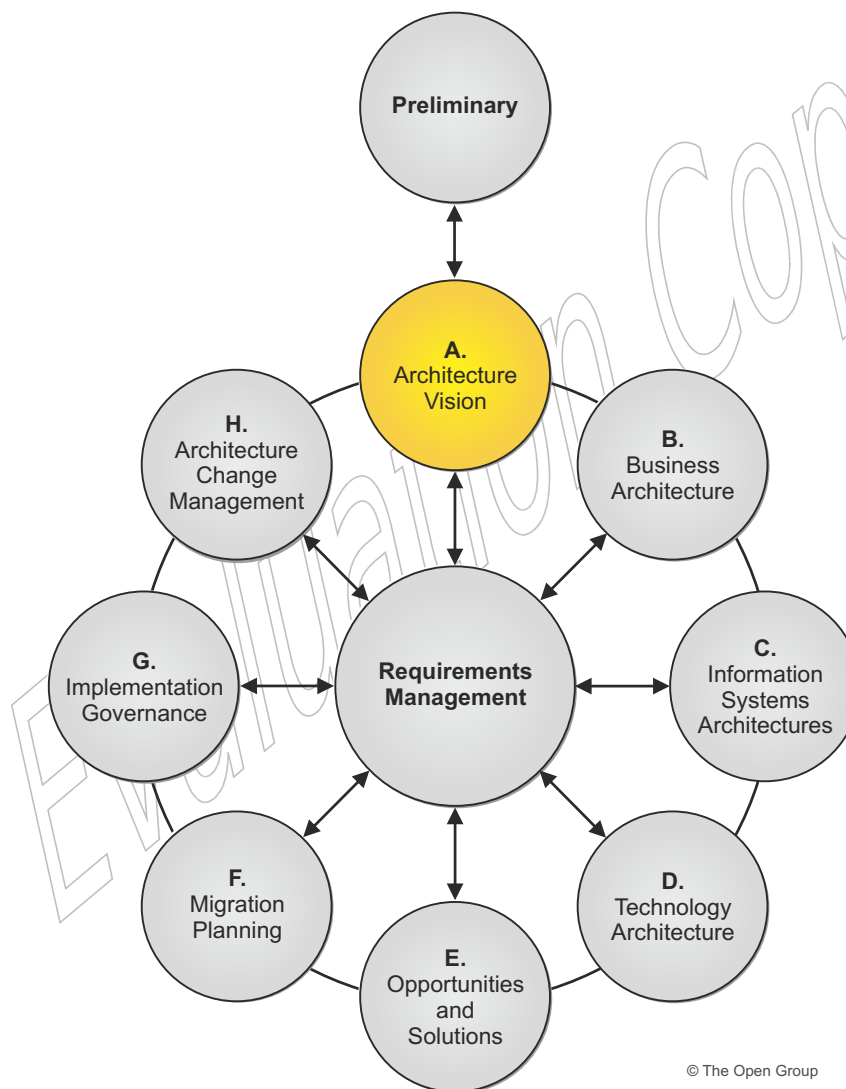 Preliminary
A.
Architecture
Vision
B.
Business
Architecture
C.
Information
Systems
Architectures
D.
Technology
Architecture
E.
Opportunities
and
Solutions
F.
Migration
Planning
G.
Implementation
Governance
H.
Architecture
Change
Management
Requirements
Management
Evaluation Cop
© The Open Group